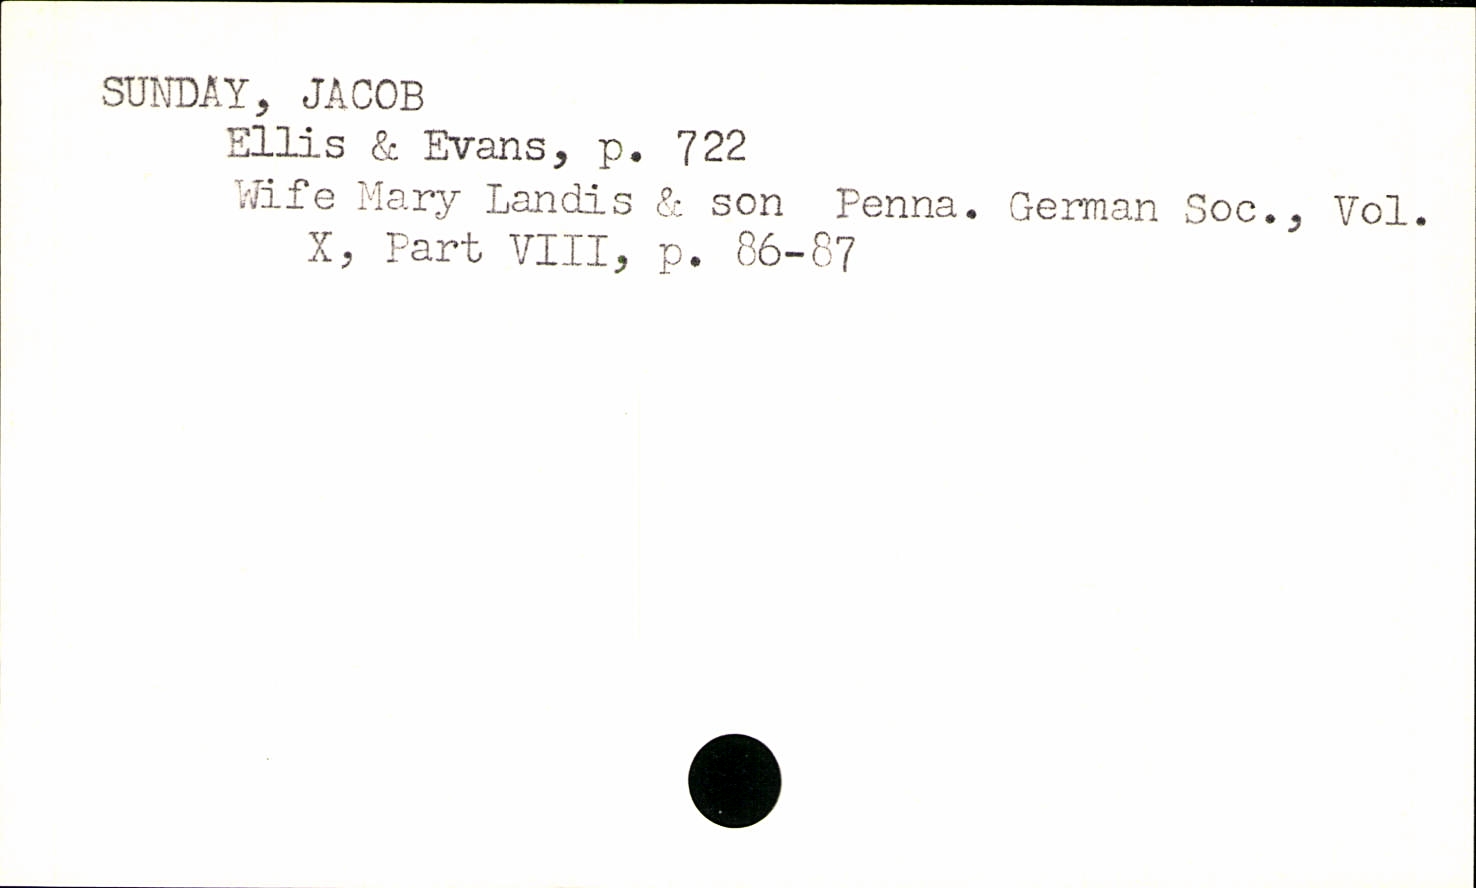 SUNDAY, JACOB
Ellis & Evans, p. 722
Wife Mary Landis & son Penna. German Soc., Vol.
X, Part VIII, p. 86-87